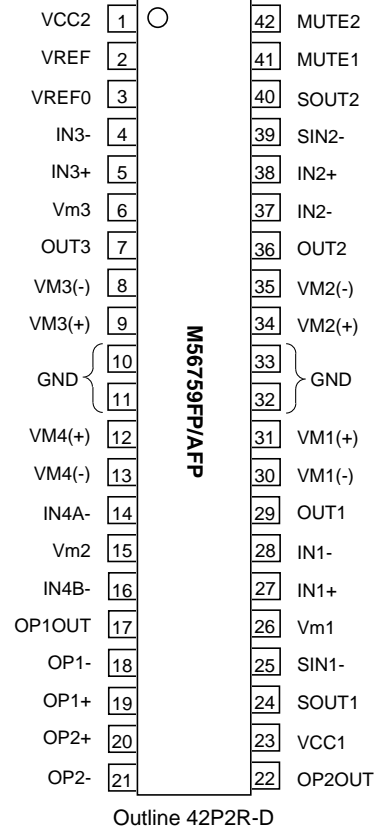 VCC2 1 42 MUTE2
VREF 2 41 MUTE1
VREF0 3 40 SOUT2
IN3- 4 39 SIN2-
IN3+ 5 38 IN2+
Vm3 6 37 IN2-
OUT3 7 36 OUT2
VM3(-) 8 35 VM2(-)
VM3(+) 9 34 VM2(+)
10 33
GND GND
11 32
M56759FP/AFP
VM4(+) 12 31 VM1(+)
VM4(-) 13 30 VM1(-)
IN4A- 14 29 OUT1
Vm2 15 28 IN1-
IN4B- 16 27 IN1+
OP1OUT 17 26 Vm1
OP1- 18 25 SIN1-
OP1+ 19 24 SOUT1
OP2+ 20 23 VCC1
OP2- 21 22 OP2OUT
Outline 42P2R-D